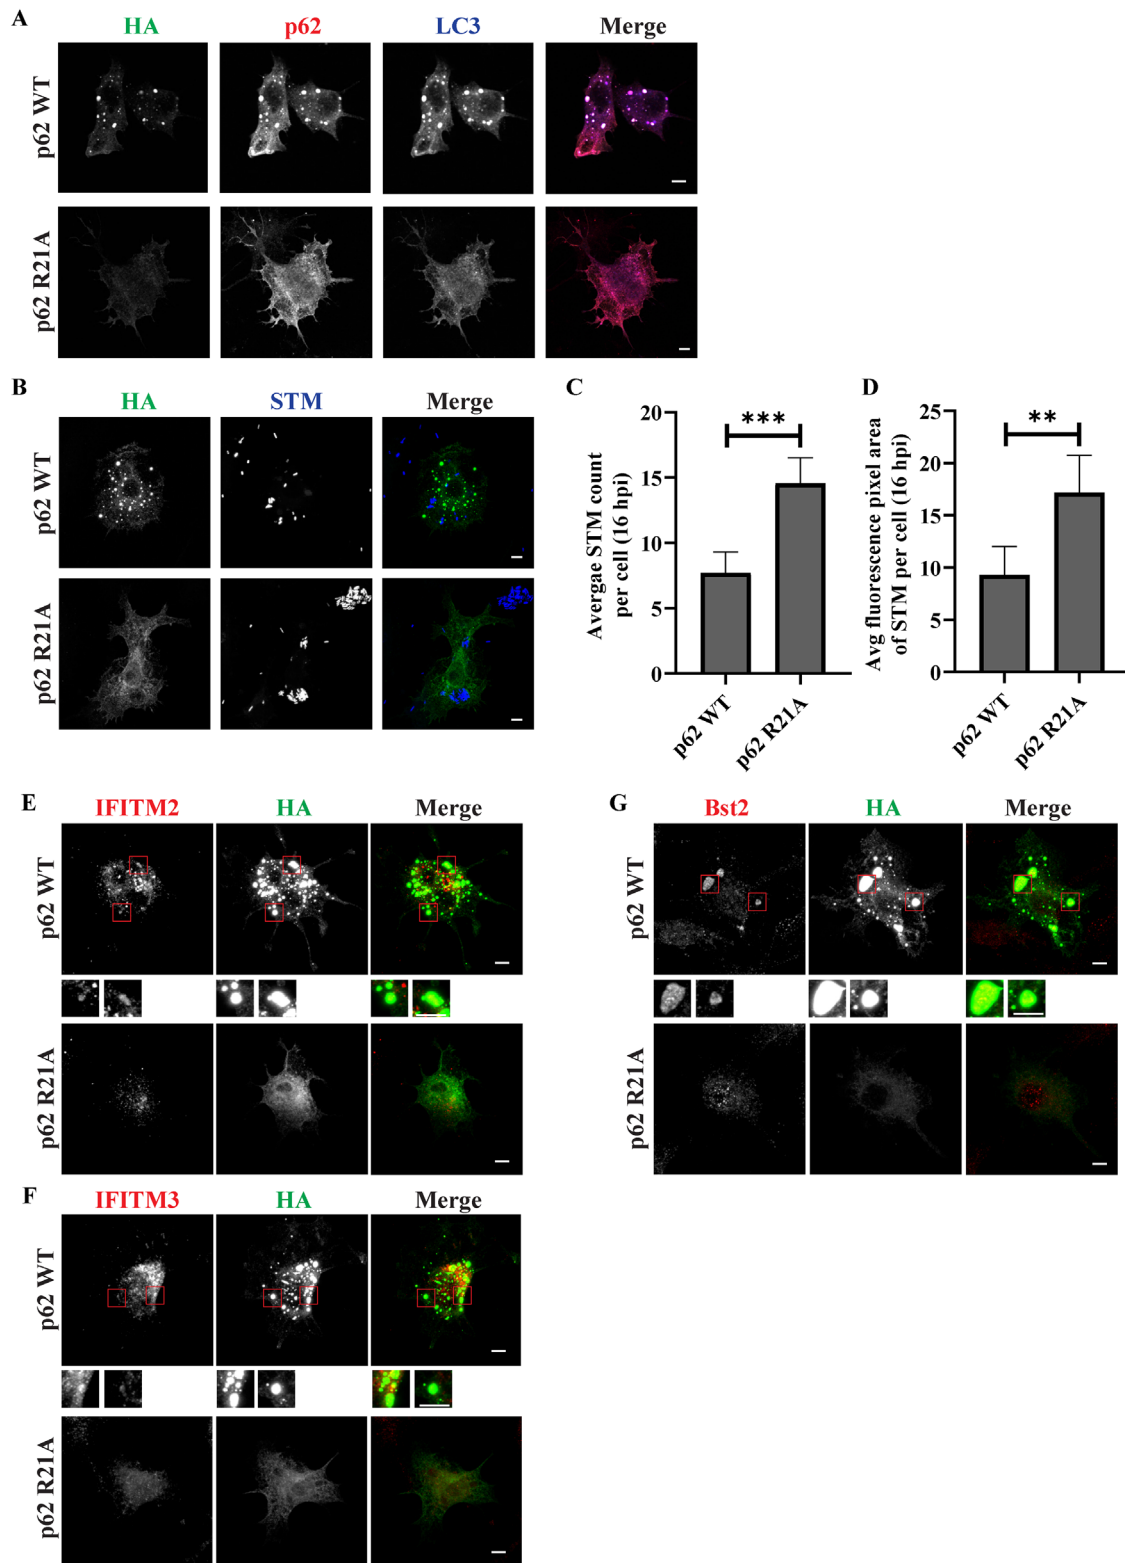 A
HA p62 LC3 Merge
p62 WT
p62 R21A
B
HA STM Merge
p62 WT
p62 R21A
C
Avergae STM count
per cell (16 hpi)
20
15
10
5
0
***
p62 WT
p62 R21A
D
Avg fluorescence pixel area
of STM per cell (16 hpi)
25
20
15
10
5
0
**
p62 WT
p62 R21A
E
IFITM2 HA Merge
p62 WT
p62 R21A
F
IFITM3 HA Merge
p62 WT
p62 R21A
G
Bst2 HA Merge
p62 WT
p62 R21A